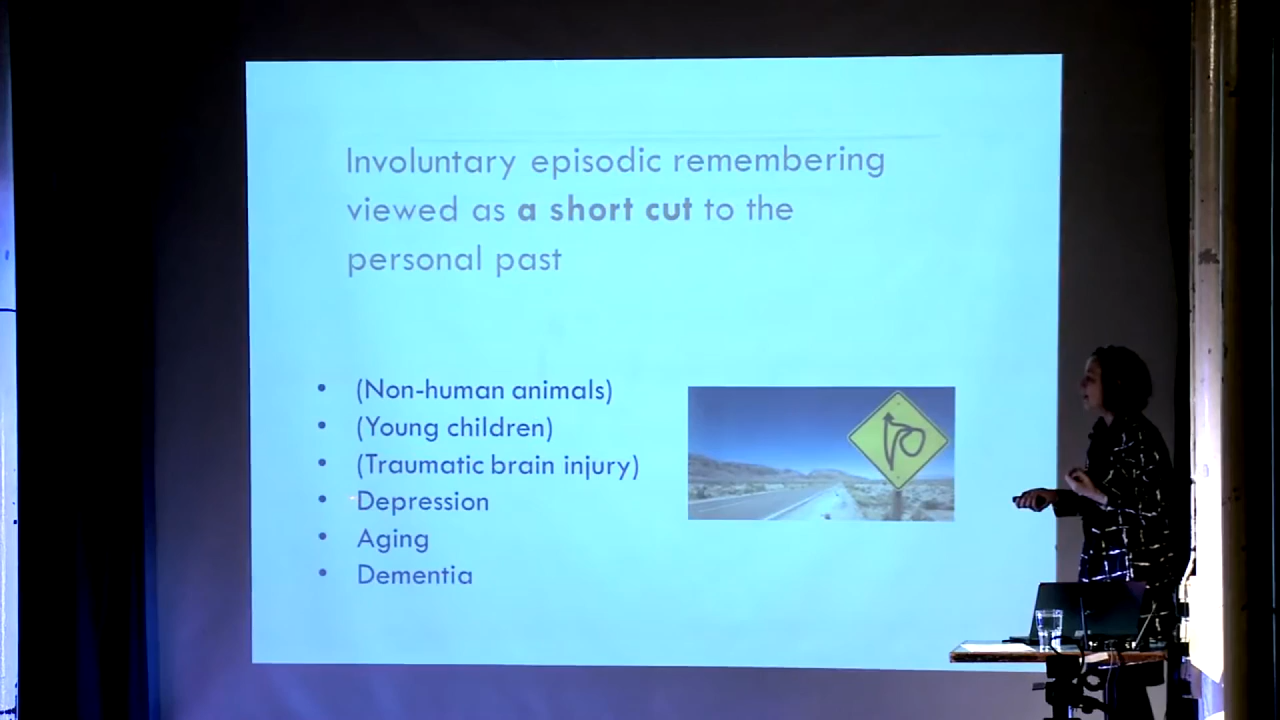 Involuntary episodic remembering
viewed as a short cut to the
personal past
• (Non-human animals)
• (Young children)
• (Traumatic brain injury)
• Depression
• Aging
• Dementia